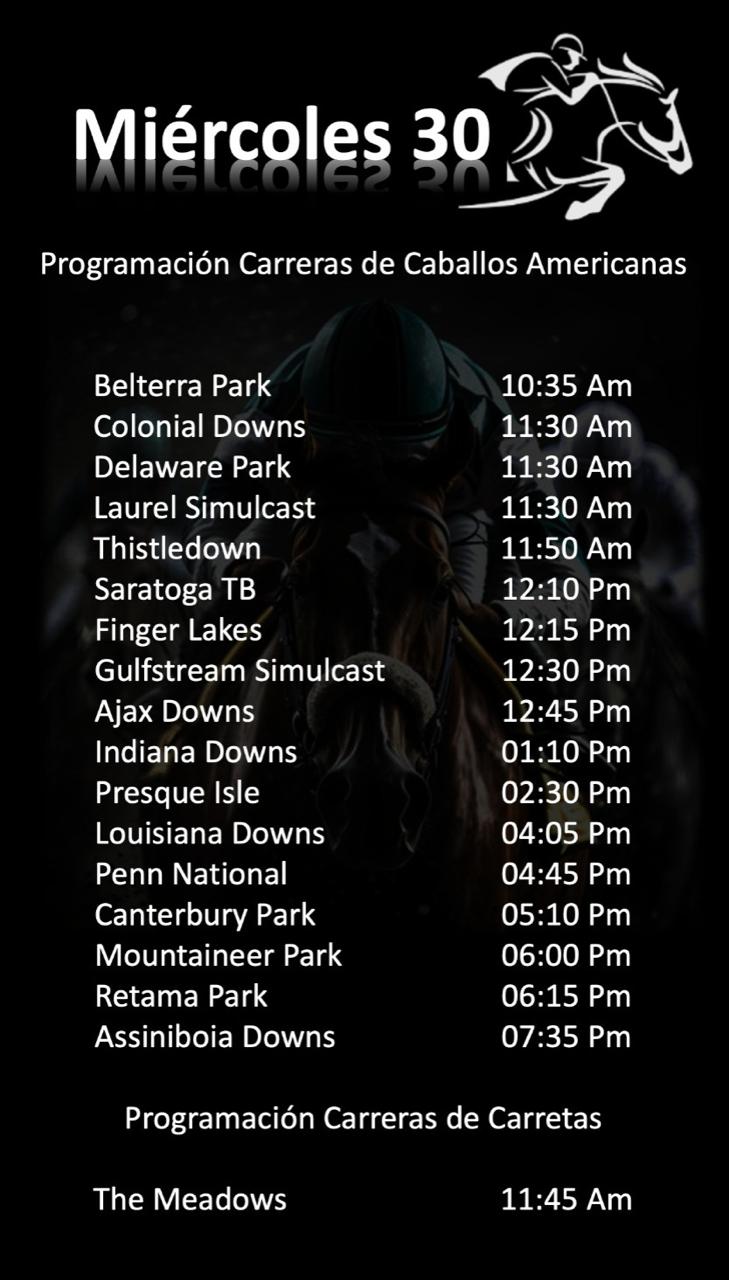 Miércoles 30
Programación Carreras de Caballos Americanas
Belterra Park 10:35 Am
Colonial Downs 11:30 Am
Delaware Park 11:30 Am
Laurel Simulcast 11:30 Am
Thistledown 11:50 Am
Saratoga TB 12:10 Pm
Finger Lakes 12:15 Pm
Gulfstream Simulcast 12:30 Pm
Ajax Downs 12:45 Pm
Indiana Downs 01:10 Pm
Presque Isle 02:30 Pm
Louisiana Downs 04:05 Pm
Penn National 04:45 Pm
Canterbury Park 05:10 Pm
Mountaineer Park 06:00 Pm
Retama Park 06:15 Pm
Assiniboia Downs 07:35 Pm
Programación Carreras de Carretas
The Meadows 11:45 Am